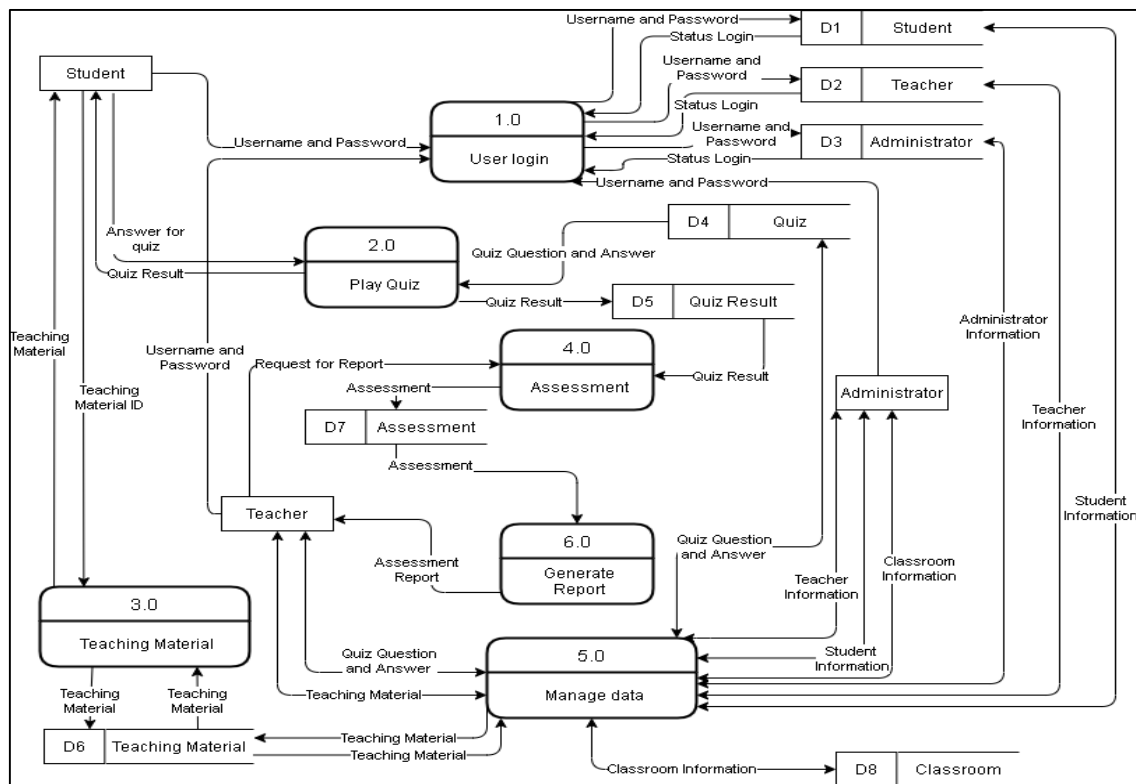 Username and Password
D1 Student
Status Login
Student
Username and
Password
D2 Teacher
Status Login
1.0
User login
Username and Password
Username and
Password
D3 Administrator
Status Login
Username and Password
D4 Quiz
Answer for
quiz
Quiz Result
2.0
Play Quiz
Quiz Question and Answer
Quiz Result
D5 Quiz Result
Teaching
Material
Administrator
Information
Username and
Password
Request for Report
4.0
Assessment
Quiz Result
Teaching
Material ID
Assessment
D7 Assessment
Administrator
Teacher
Information
Assessment
Teacher
Student
Information
Assessment
Report
6.0
Generate
Report
Quiz Question
and Answer
Teacher
Information
Classroom
Information
3.0
Teaching Material
Quiz Question
and Answer
5.0
Manage data
Student
Information
Teaching
Material
Teaching
Material
Teaching Material
D6 Teaching Material
Teaching Material
Teaching Material
Classroom Information
D8 Classroom